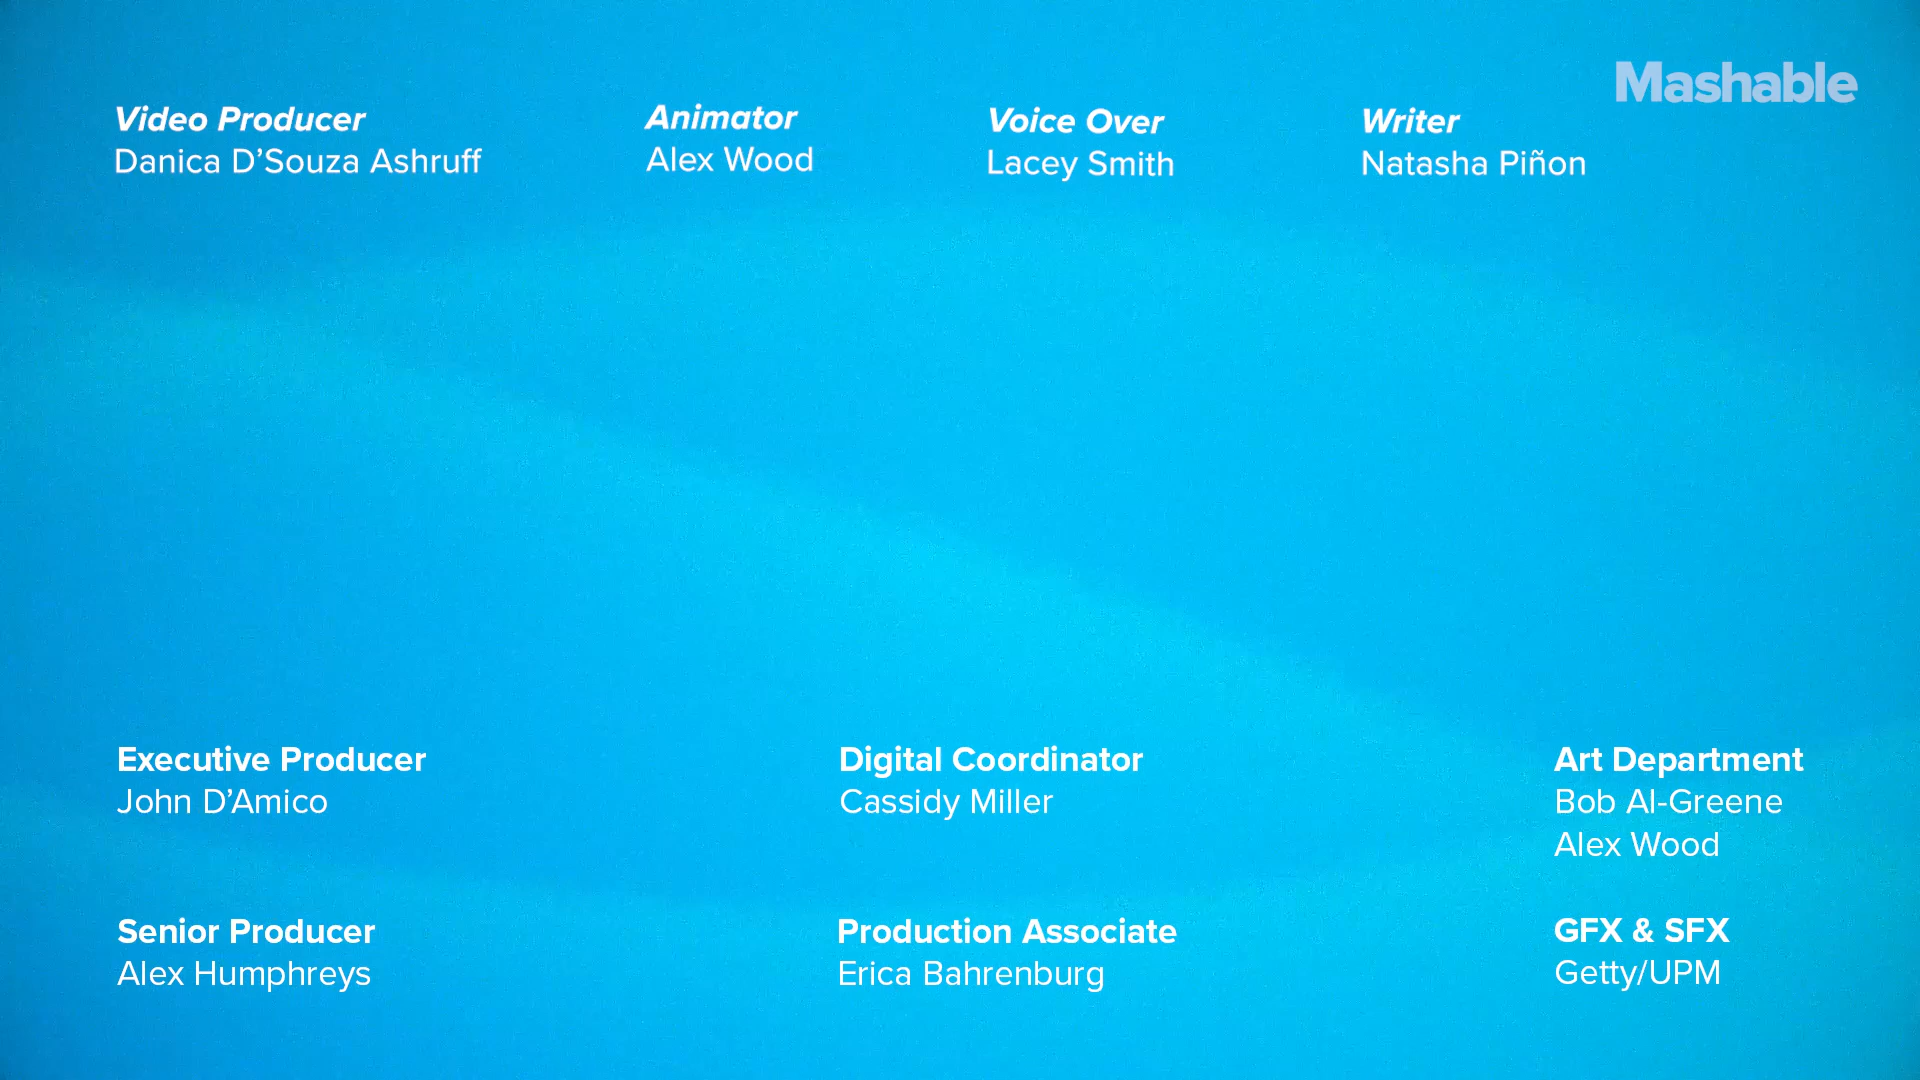 Mashable
Video Producer
Danica D’Souza Ashruff
Animator
Alex Wood
Voice Over
Lacey Smith
Writer
Natasha Piñon
Executive Producer
John D’Amico
Digital Coordinator
Cassidy Miller
Art Department
Bob Al-Greene
Alex Wood
Senior Producer
Alex Humphreys
Production Associate
Erica Bahrenburg
GFX & SFX
Getty/UPM